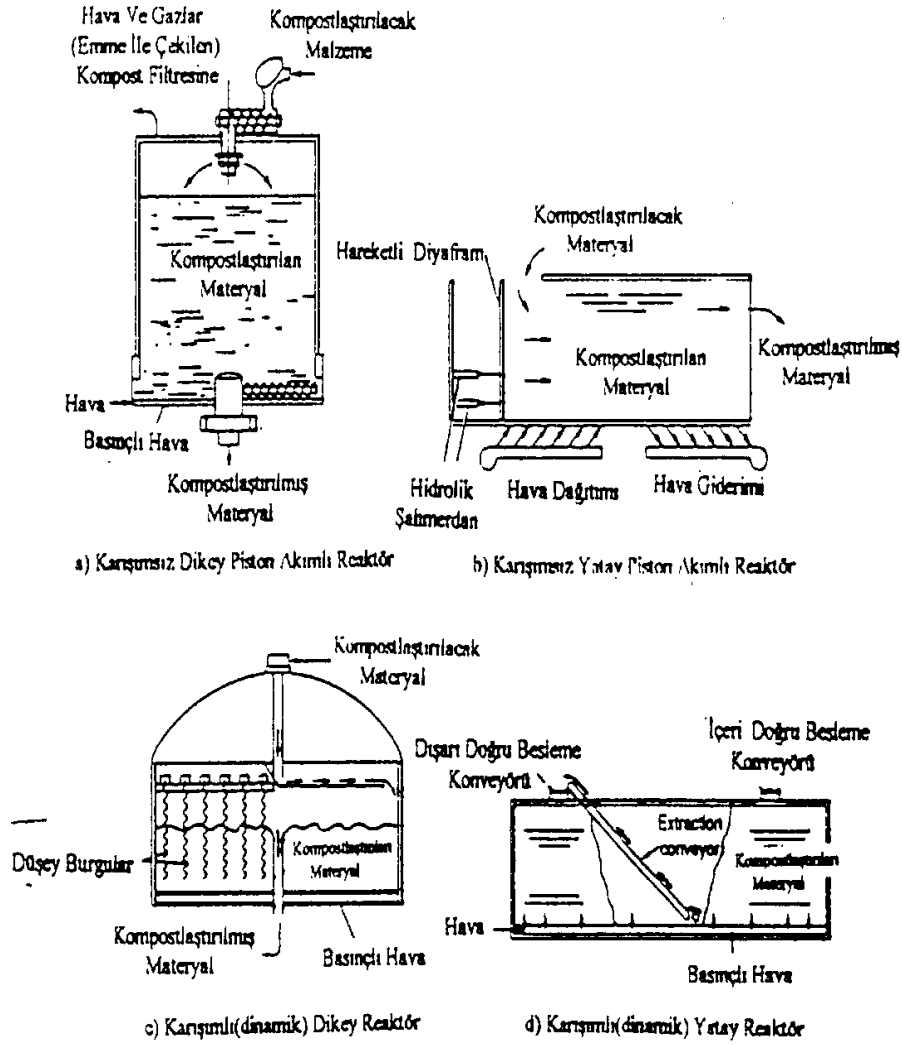 Hava Ve Gazlar
(Emme İle Çekilen)
Kompost Filtresine
Kompostlaştırılacak
Malzeme
Kompostlaştırılan
Materyal
Hava
Basınçlı Hava
Kompostlaştırılmış
Materyal
a) Karışımsız Dikey Piston Akımlı Reaktör
Kompostlaştırılacak
Materyal
Hareketli Diyafram
Kompostlaştırılan
Materyal
Kompostlaştırılmış
Materyal
Hidrolik
Şahmerdan
Hava Dağıtımı
Hava Giderimi
b) Karışımsız Yatay Piston Akımlı Reaktör
Kompostlaştırılacak
Materyal
Düşey Burgular
Kompostlaştırılan
Materyal
Kompostlaştırılmış
Materyal
Basınçlı Hava
c) Karışımlı(dinamik) Dikey Reaktör
Dışarı Doğru Besleme
Konveyörü
İçeri Doğru Besleme
Konveyörü
Extraction
conveyor
Kompostlaştırılan
Materyal
Hava
Basınçlı Hava
d) Karışımlı(dinamik) Yatay Reaktör